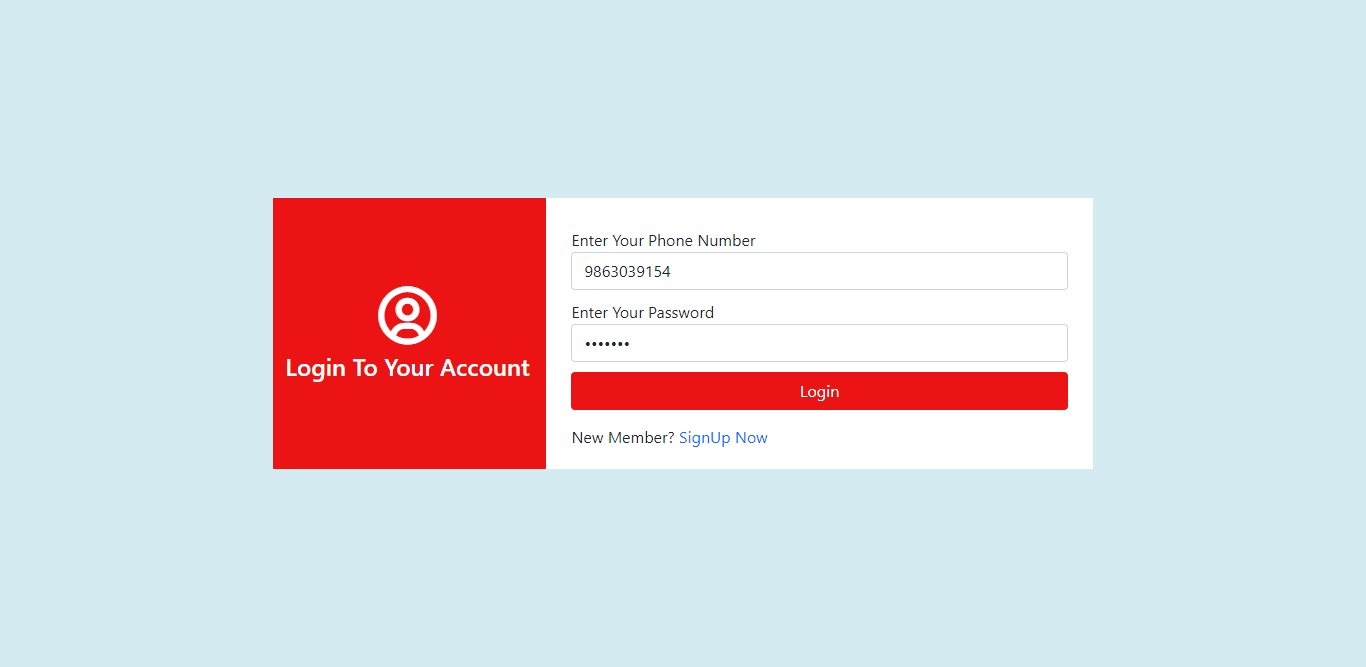 Login To Your Account
Enter Your Phone Number
9863039154
Enter Your Password
•••••••
Login
New Member? SignUp Now